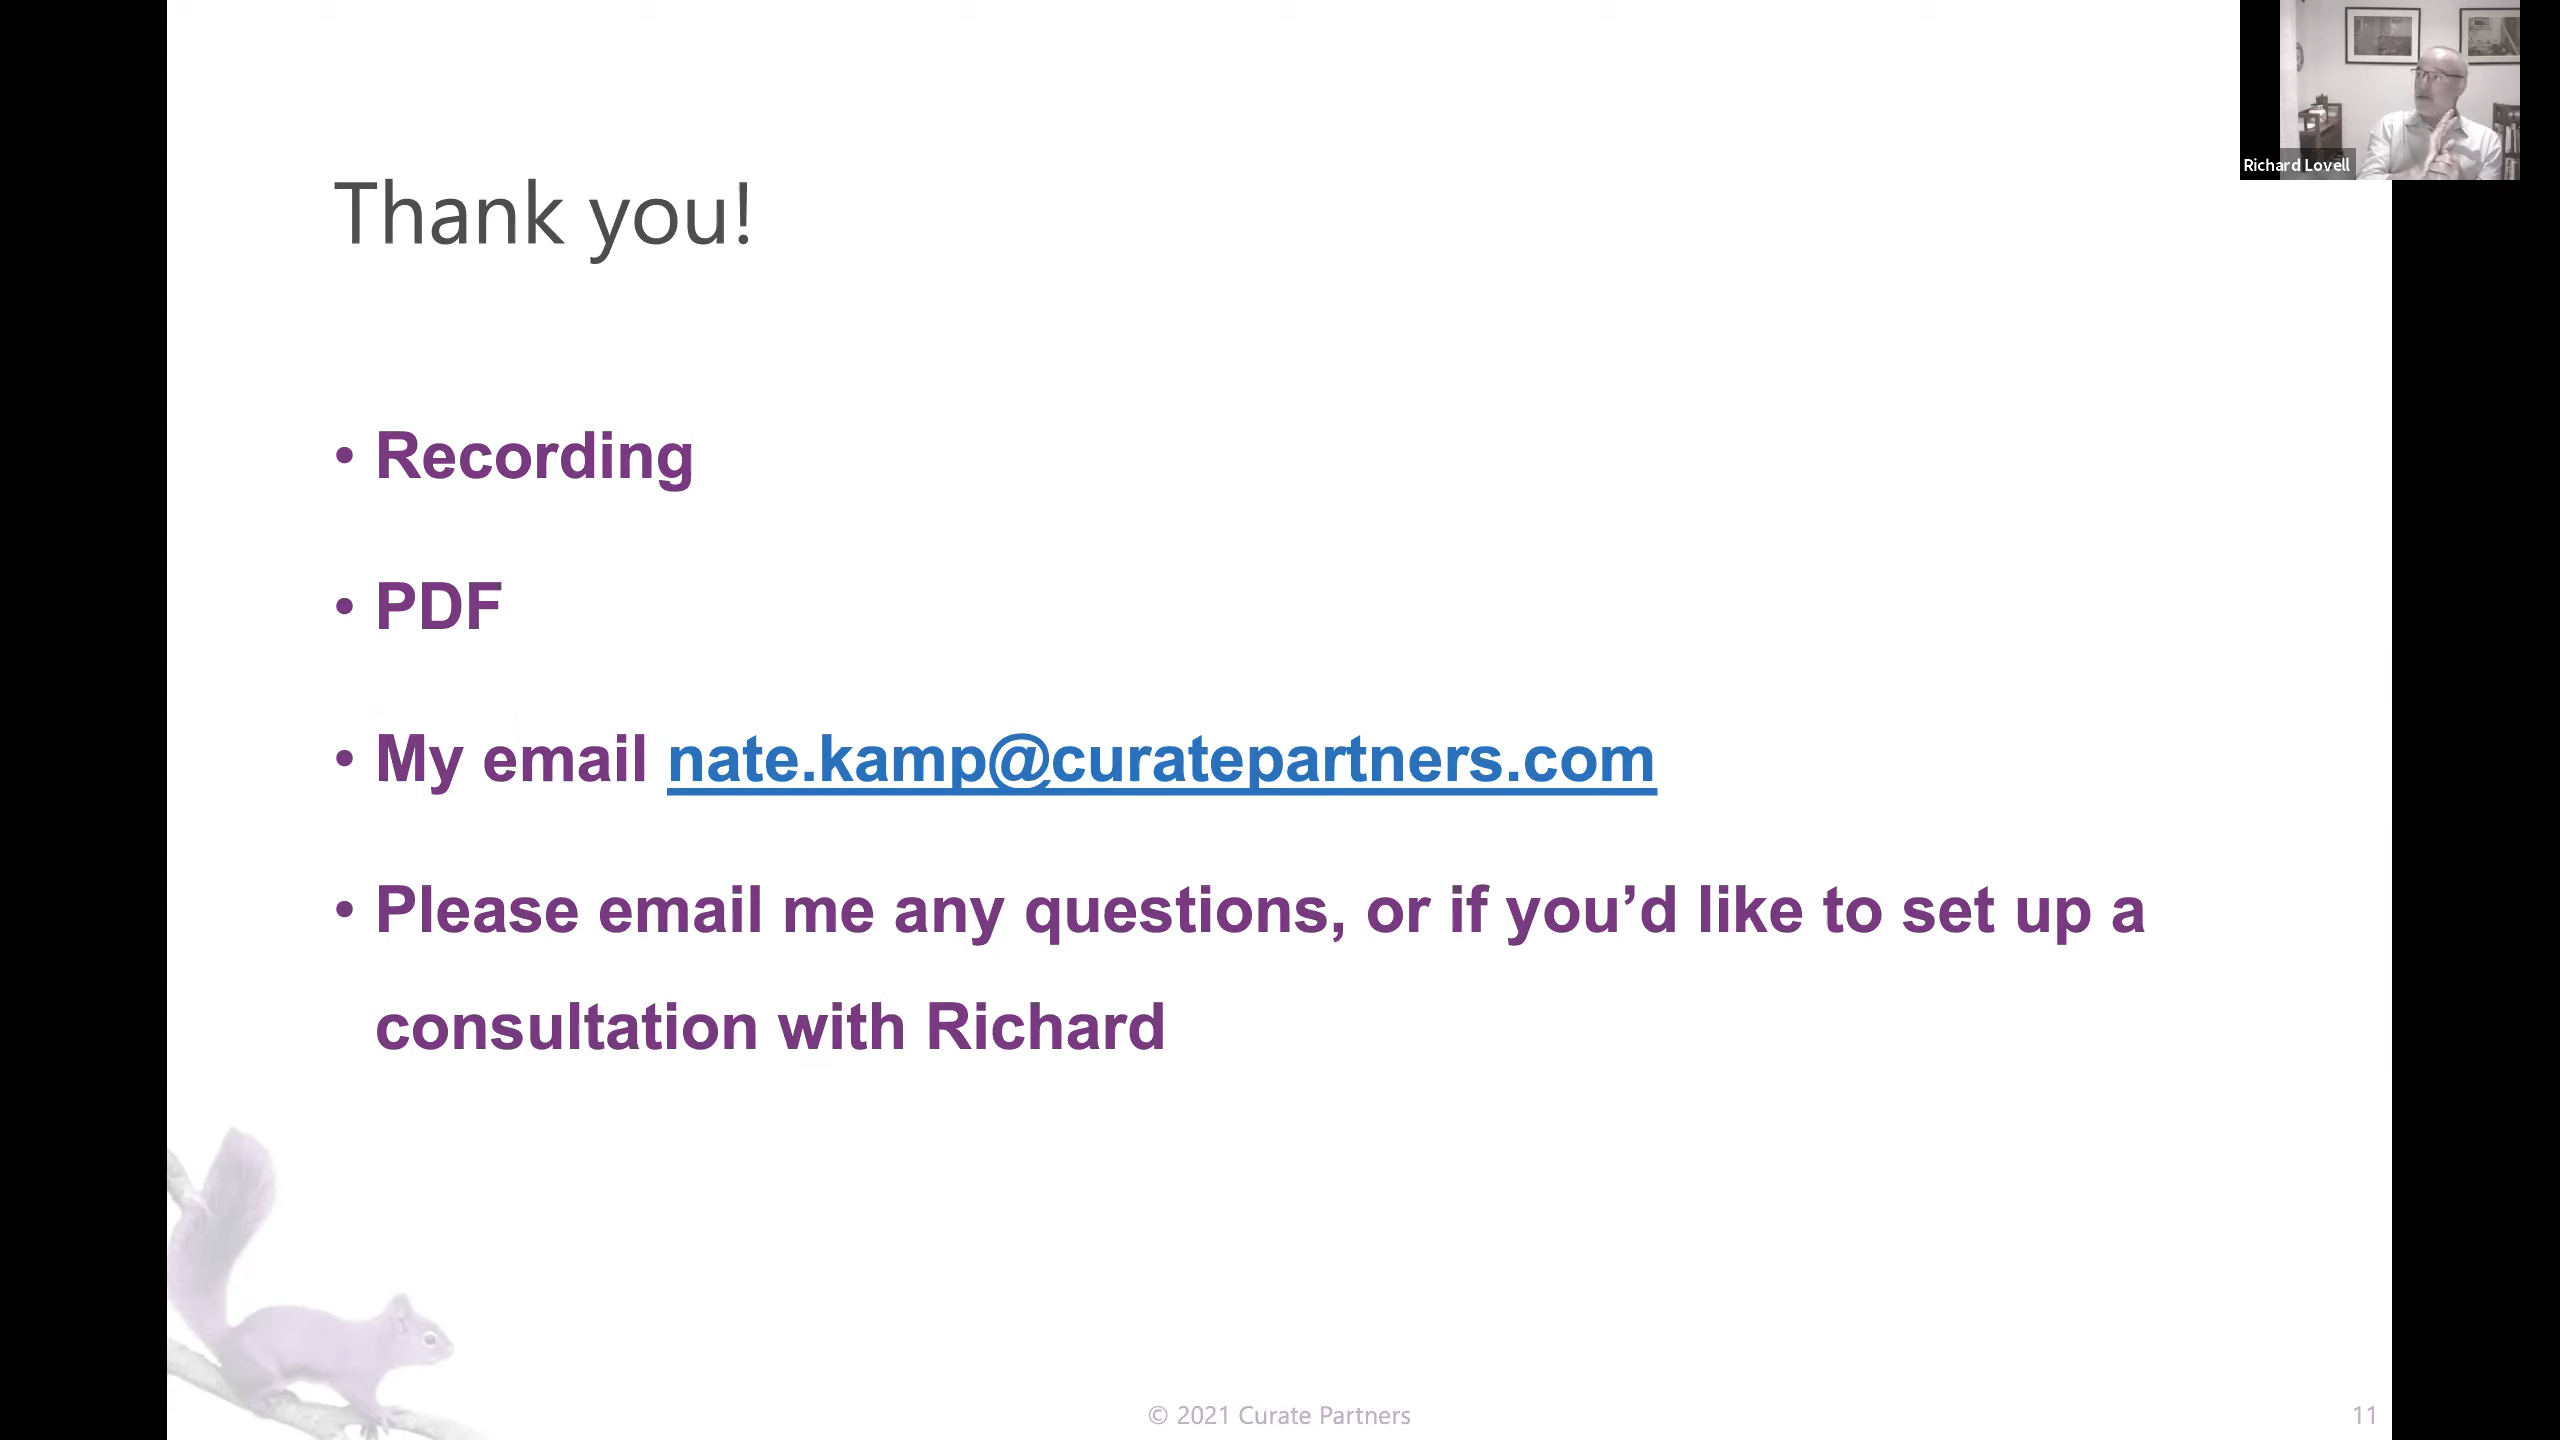 Richard Lovell
Thank you!
• Recording
• PDF
• My email nate.kamp@curatepartners.com
• Please email me any questions, or if you’d like to set up a
consultation with Richard
© 2021 Curate Partners
11